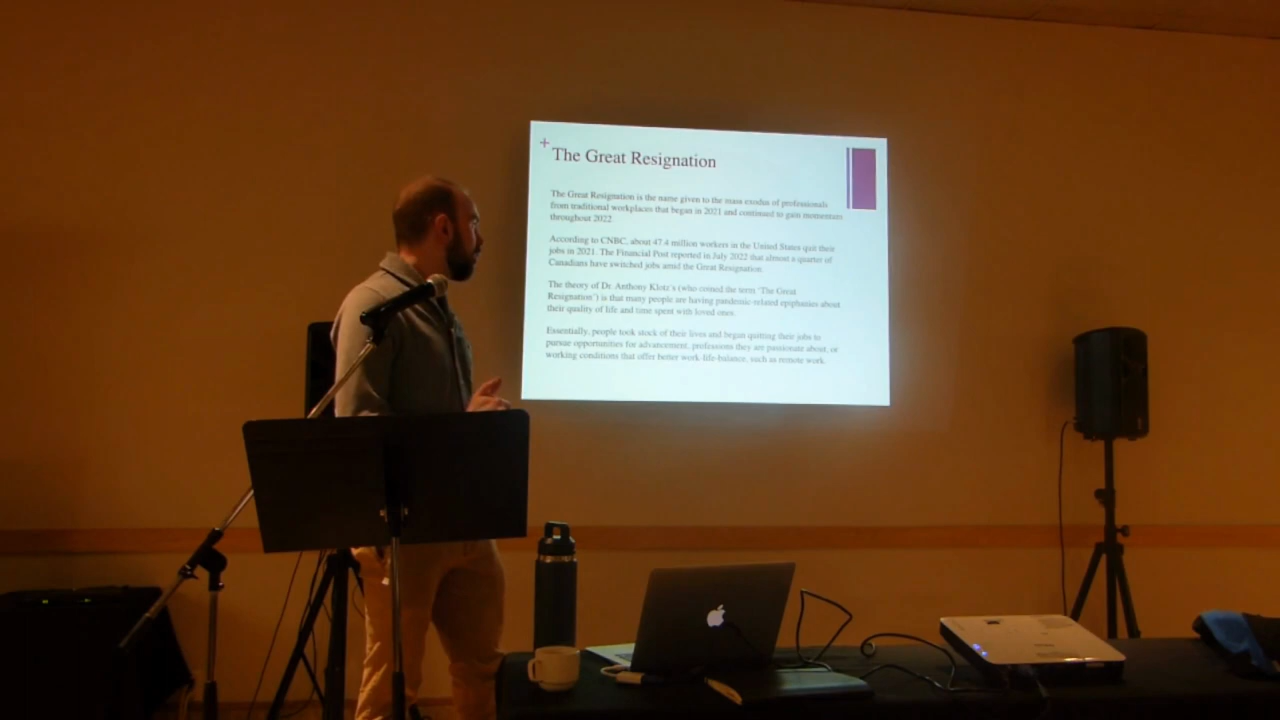 +
The Great Resignation
The Great Resignation is the name given to the mass exodus of professionals
from traditional workplaces that began in 2021 and continued to gain momentum
throughout 2022
According to CNBC, about 47.4 million workers in the United States quit their
jobs in 2021. The Financial Post reported in July 2022 that almost a quarter of
Canadians have switched jobs amid the Great Resignation.
The theory of Dr. Anthony Klotz's (who coined the term 'The Great
Resignation') is that many people are having pandemic-related epiphanies about
their quality of life and time spent with loved ones.
Essentially, people took stock of their lives and began quitting their jobs to
pursue opportunities for advancement, professions they are passionate about, or
working conditions that offer better work-life-balance, such as remote work.